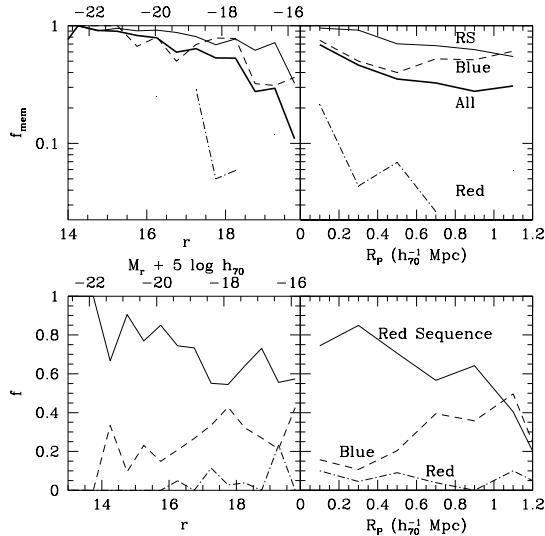 −22 −20 −18 −16
1
0.1
f_mem
RS
Blue
All
Red
14 16 18 0 0.2 0.4 0.6 0.8 1 1.2
r
R_P (h_70^−1 Mpc)
M_r + 5 log h_70
−22 −20 −18 −16
1
0.8
0.6
0.4
0.2
0
f
Red Sequence
Blue
Red
14 16 18 0 0.2 0.4 0.6 0.8 1 1.2
r
R_P (h_70^−1 Mpc)